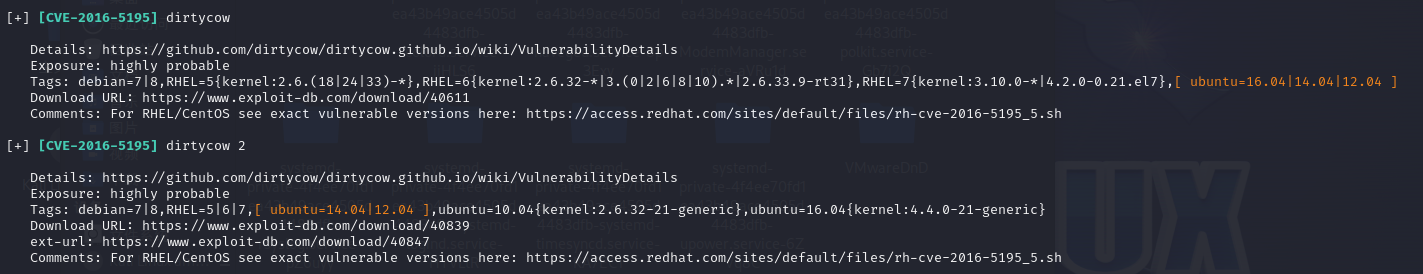 [+] [CVE-2016-5195] dirtycow
Details: https://github.com/dirtycow/dirtycow.github.io/wiki/VulnerabilityDetails
Exposure: highly probable
Tags: debian=7|8,RHEL=5{kernel:2.6.(18|24|33)-*},RHEL=6{kernel:2.6.32-*|3.(0|2|6|8|10).*|2.6.33.9-rt31},RHEL=7{kernel:3.10.0-*|4.2.0-0.21.el7},[ ubuntu=16.04|14.04|12.04 ]
Download URL: https://www.exploit-db.com/download/40611
Comments: For RHEL/CentOS see exact vulnerable versions here: https://access.redhat.com/sites/default/files/rh-cve-2016-5195_5.sh
[+] [CVE-2016-5195] dirtycow 2
Details: https://github.com/dirtycow/dirtycow.github.io/wiki/VulnerabilityDetails
Exposure: highly probable
Tags: debian=7|8,RHEL=5|6|7,[ ubuntu=14.04|12.04 ],ubuntu=10.04{kernel:2.6.32-21-generic},ubuntu=16.04{kernel:4.4.0-21-generic}
Download URL: https://www.exploit-db.com/download/40839
ext-url: https://www.exploit-db.com/download/40847
Comments: For RHEL/CentOS see exact vulnerable versions here: https://access.redhat.com/sites/default/files/rh-cve-2016-5195_5.sh
VMwareDnD
UX